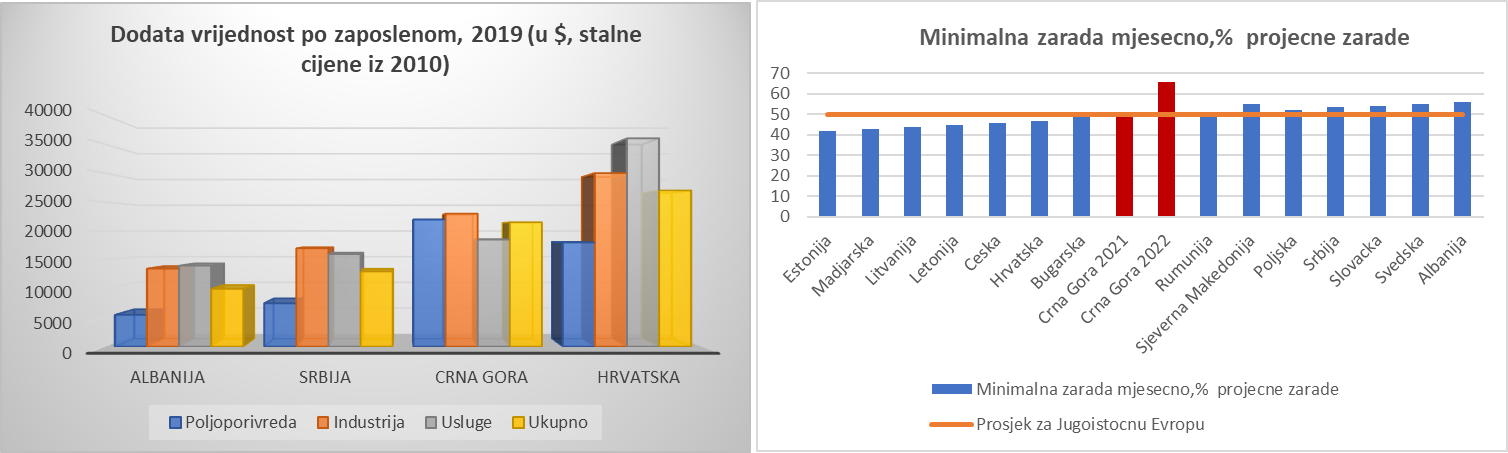 Dodata vrijednost po zaposlenom, 2019 (u $, stalne
cijene iz 2010)
40000
35000
30000
25000
20000
15000
10000
5000
0
ALBANIJA SRBIJA CRNA GORA HRVATSKA
Poljoporivreda Industrija Usluge Ukupno
Minimalna zarada mjesecno,% projecne zarade
70
60
50
40
30
20
10
0
Estonija
Madjarska
Litvanija
Letonija
Ceska
Hrvatska
Bugarska
Crna Gora 2021
Crna Gora 2022
Rumunija
Sjeverna Makedonija
Poljska
Srbija
Slovacka
Svedska
Albanija
Minimalna zarada mjesecno,% projecne zarade
Prosjek za Jugoistocnu Evropu